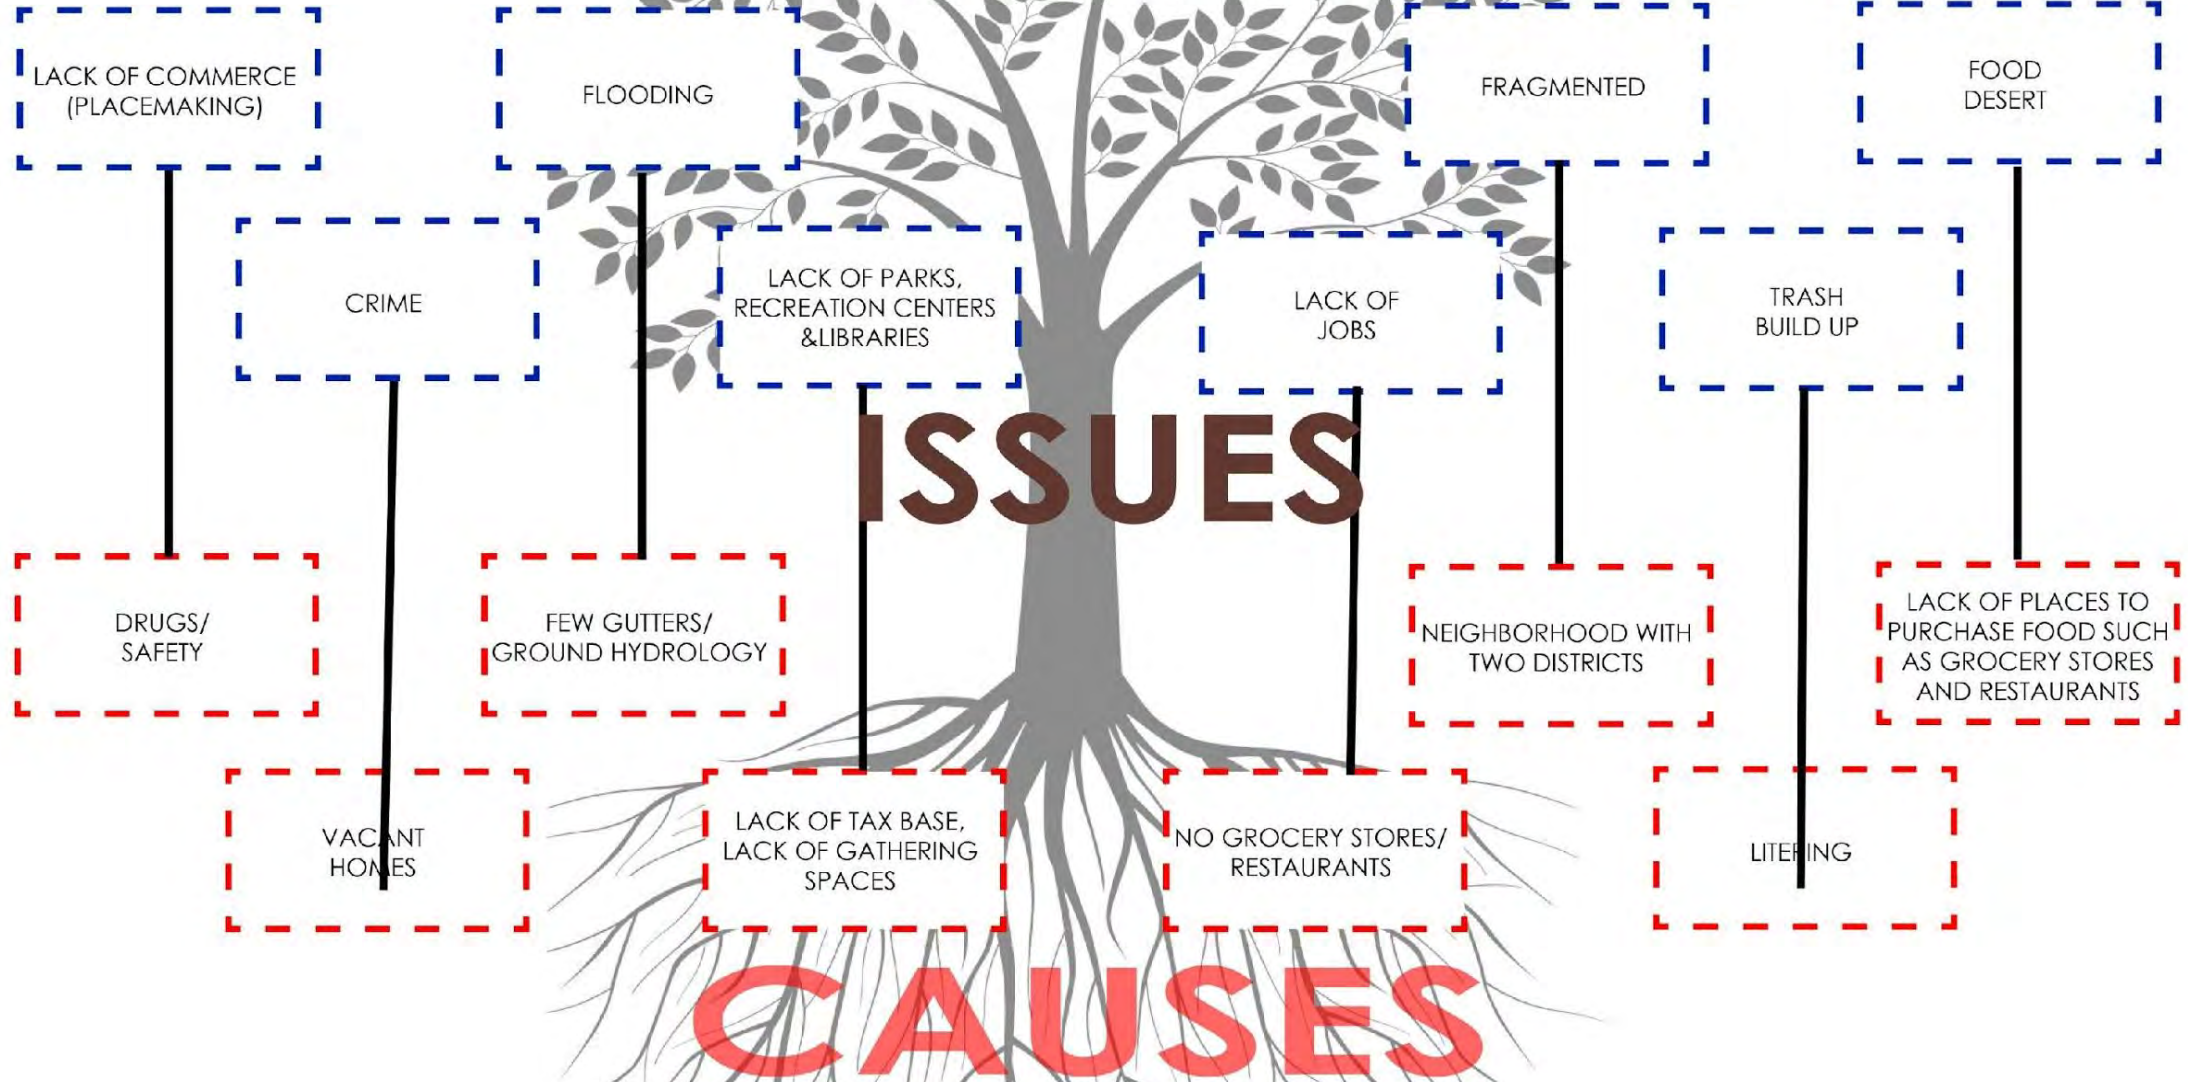 LACK OF COMMERCE
(PLACEMAKING)
FLOODING
FRAGMENTED
FOOD
DESERT
CRIME
LACK OF PARKS,
RECREATION CENTERS
&LIBRARIES
LACK OF
JOBS
TRASH
BUILD UP
ISSUES
DRUGS/
SAFETY
FEW GUTTERS/
GROUND HYDROLOGY
NEIGHBORHOOD WITH
TWO DISTRICTS
LACK OF PLACES TO
PURCHASE FOOD SUCH
AS GROCERY STORES
AND RESTAURANTS
VACANT
HOMES
LACK OF TAX BASE,
LACK OF GATHERING
SPACES
NO GROCERY STORES/
RESTAURANTS
LITERING
CAUSES